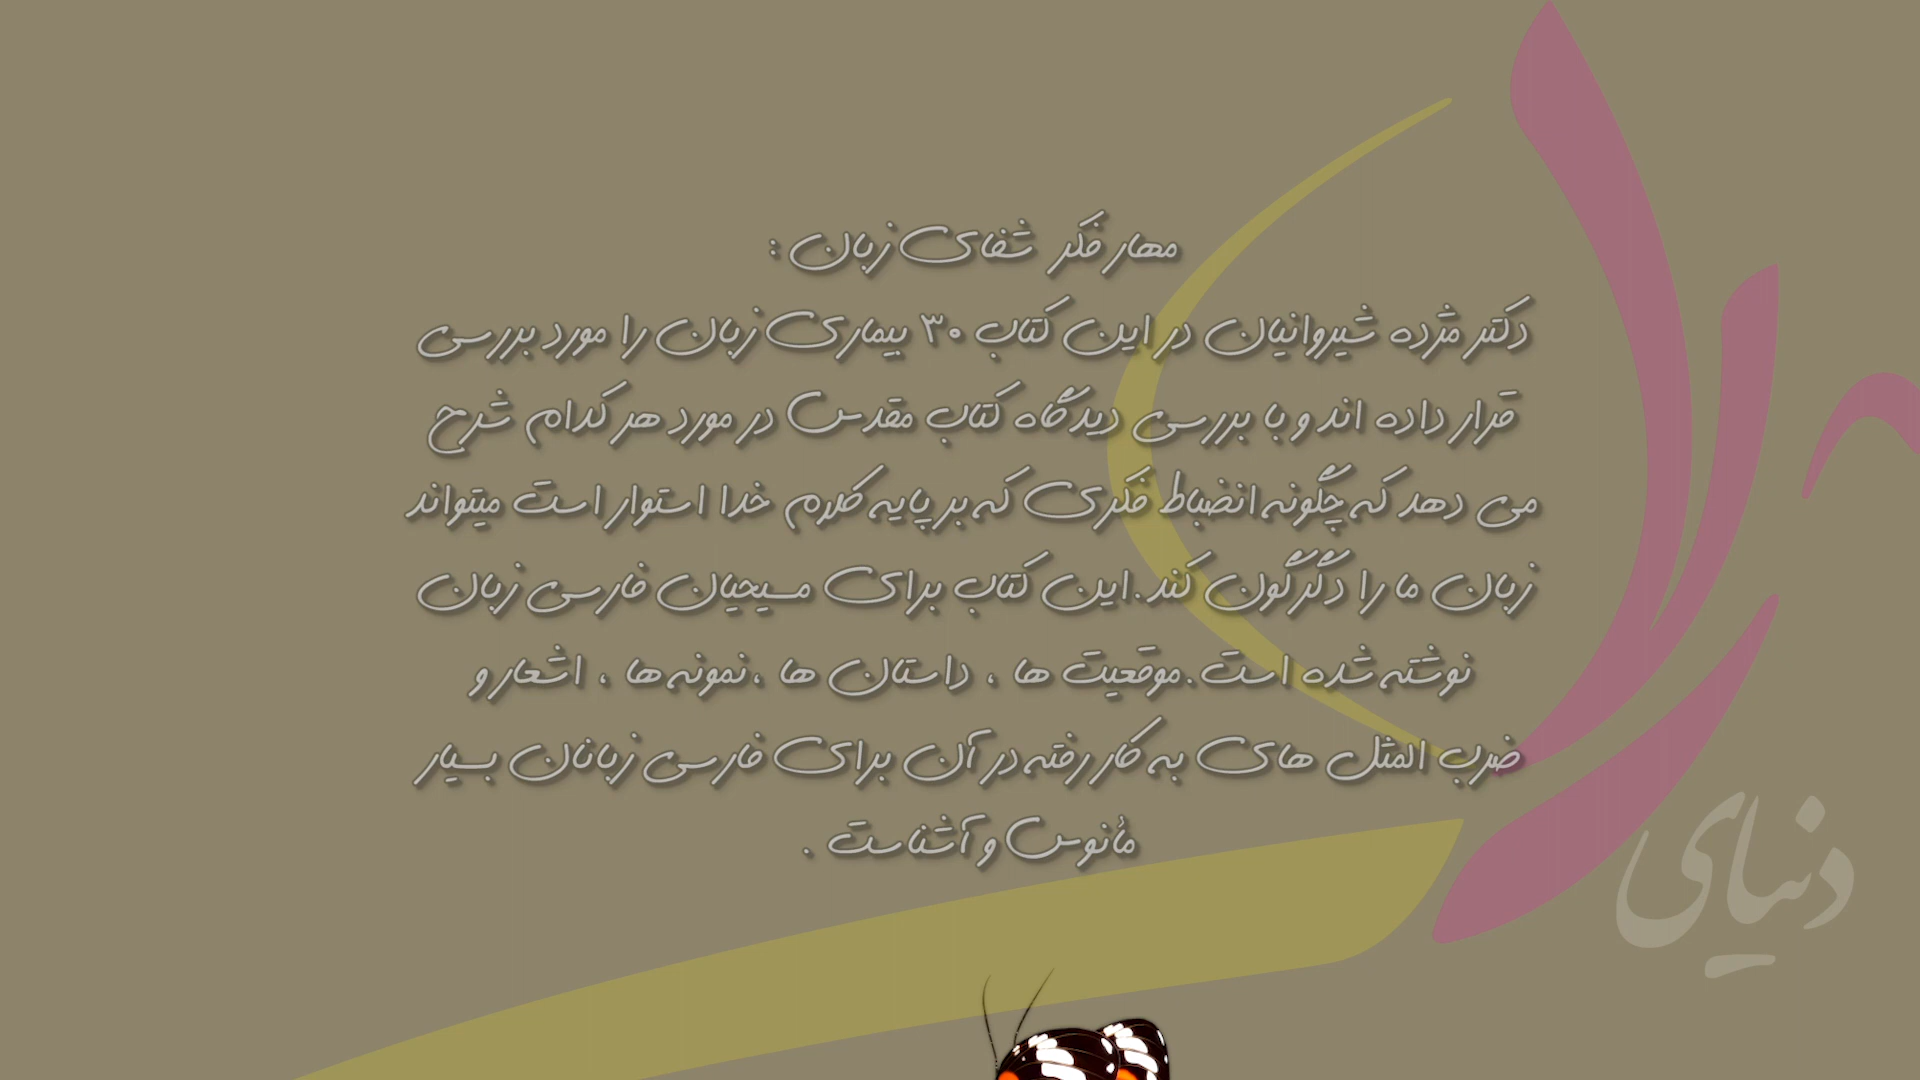 مهار فکر شفای زبان :
دکتر مژده شیروانیان در این کتاب ۳۰ بیماری زبان را مورد بررسی
قرار داده اند و با بررسی دیدگاه کتاب مقدس در مورد هر کدام شرح
می دهد که چگونه انضباط فکری که بر پایه کلام خدا استوار است میتواند
زبان ما را دگرگون کند.این کتاب برای مسیحیان فارسی زبان
نوشته شده است.موقعیت ها ، داستان ها ،نمونه ها ، اشعار و
ضرب المثل های به کار رفته در آن برای فارسی زبانان بسیار
مأنوس و آشناست .
دنیای